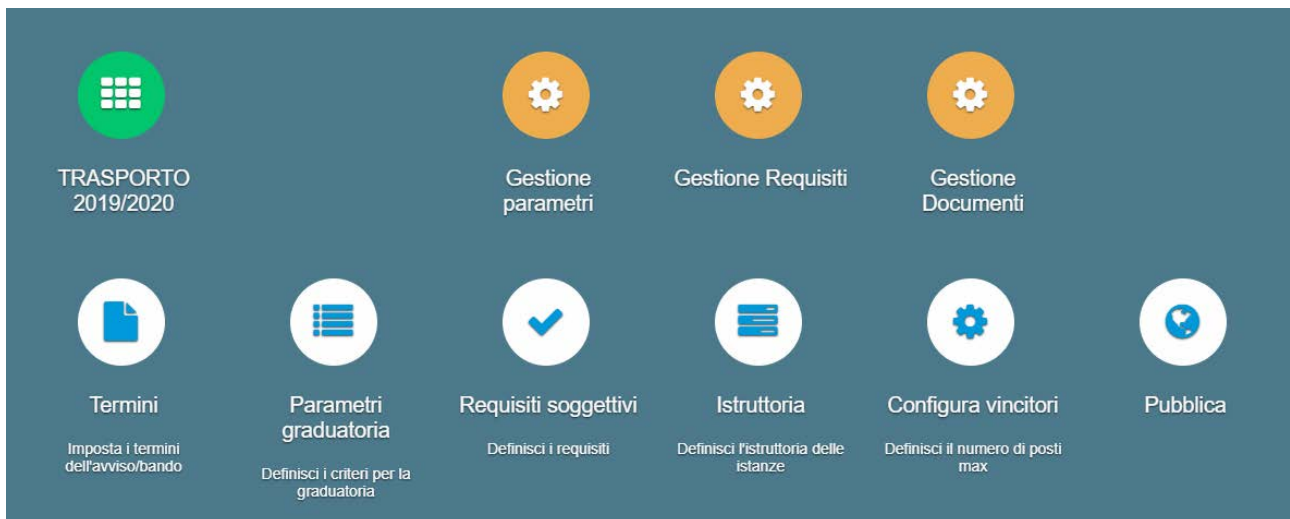 TRASPORTO
2019/2020
Gestione
parametri
Gestione Requisiti
Gestione
Documenti
Termini
Imposta i termini
dell'avviso/bando
Parametri
graduatoria
Definisci i criteri per la
graduatoria
Requisiti soggettivi
Definisci i requisiti
Istruttoria
Definisci l'istruttoria delle
istanze
Configura vincitori
Definisci il numero di posti
max
Pubblica